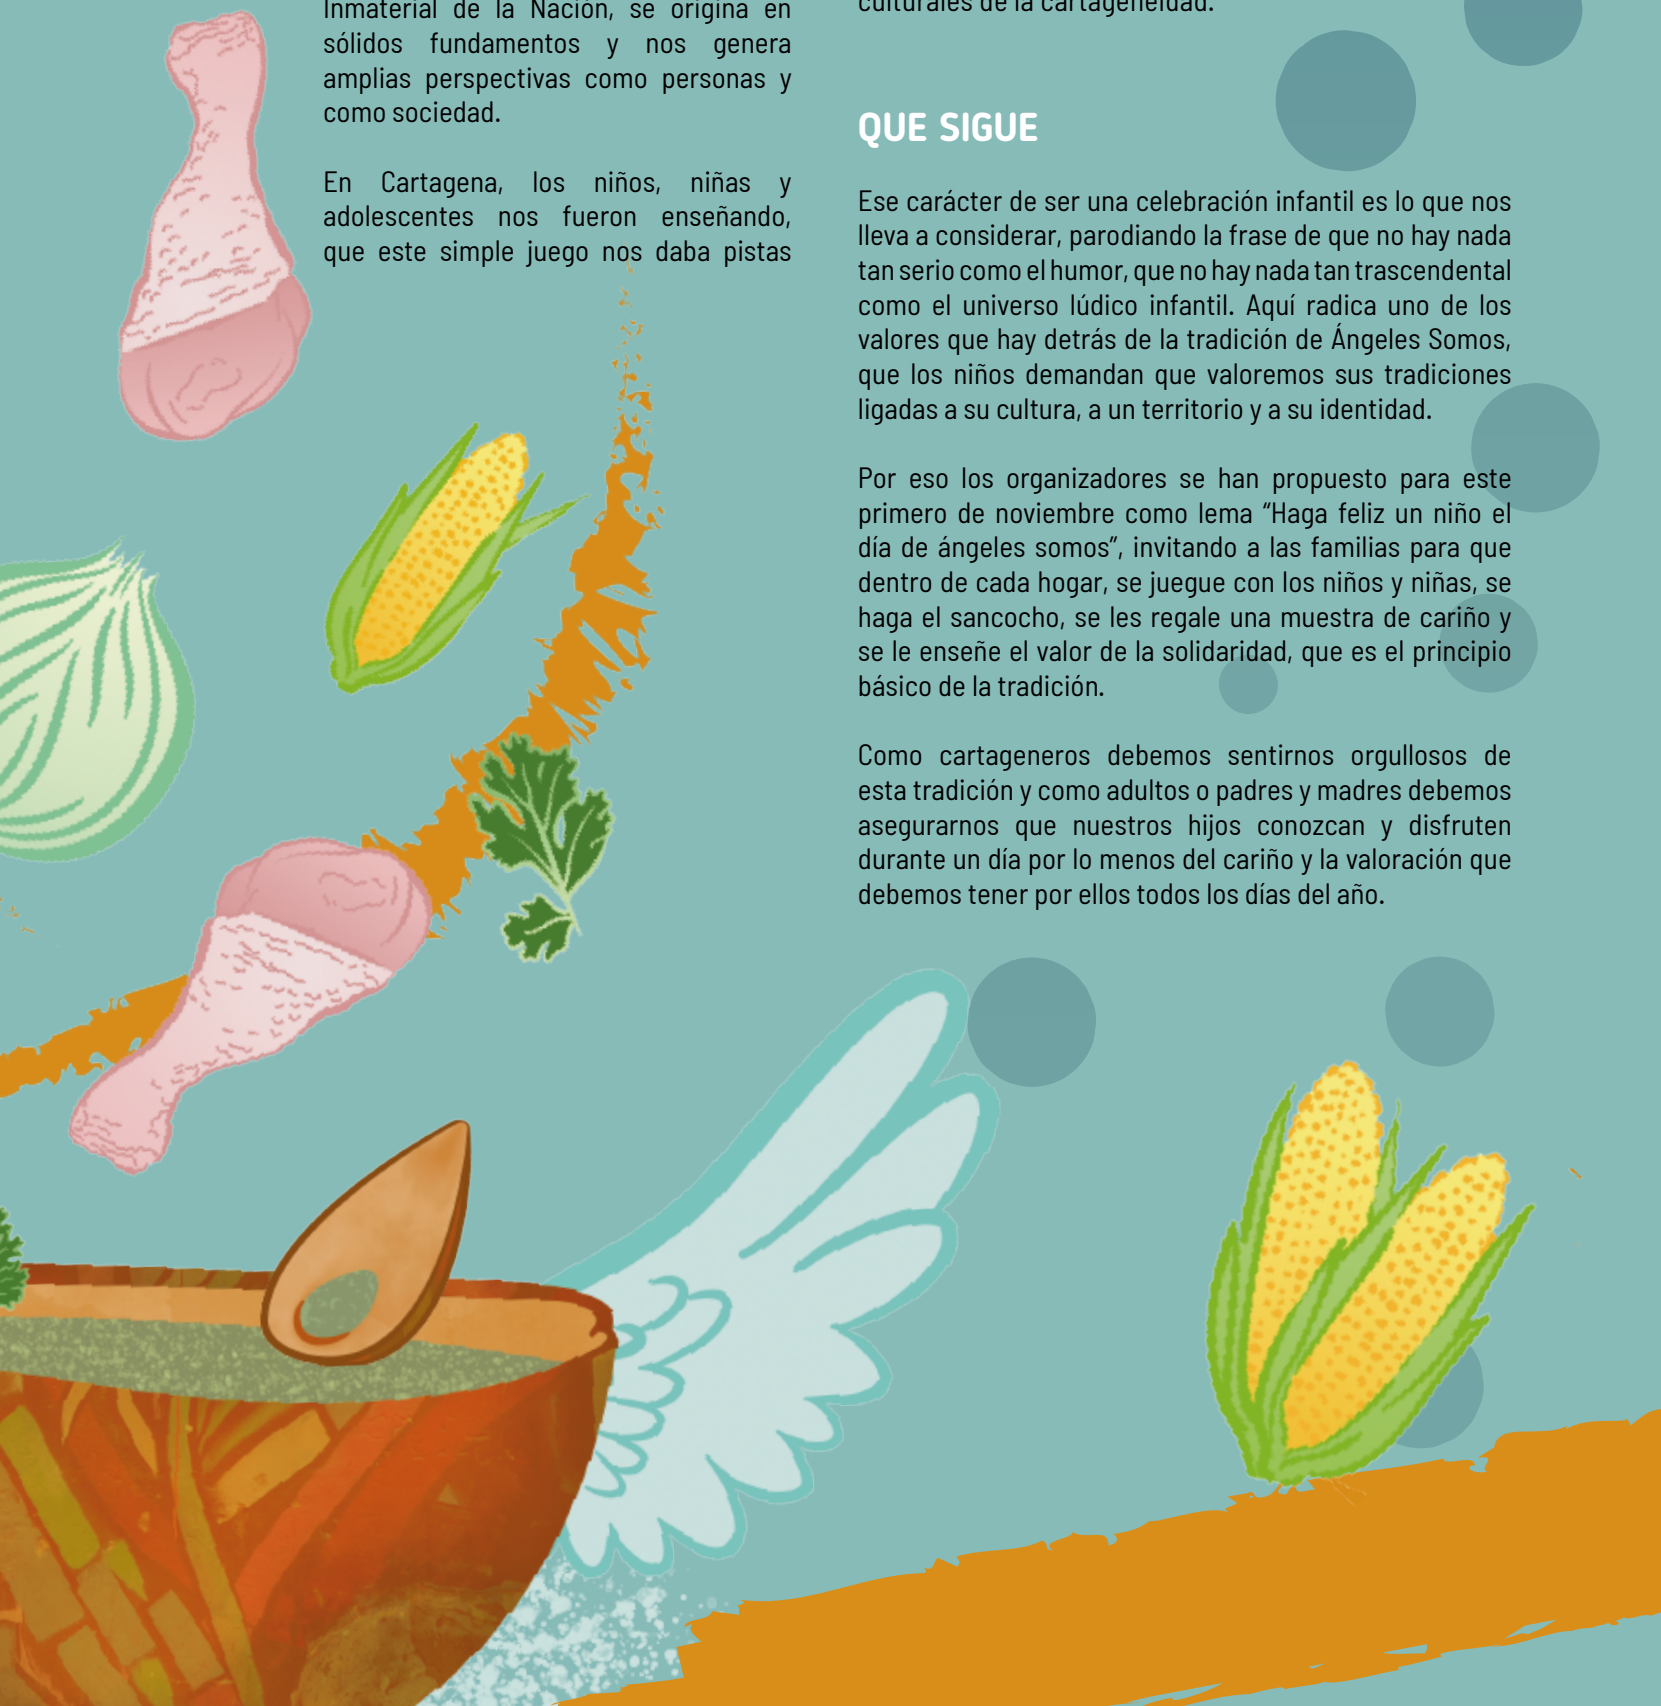 Inmaterial de la Nación, se origina en
sólidos fundamentos y nos genera
amplias perspectivas como personas y
como sociedad.
En Cartagena, los niños, niñas y
adolescentes nos fueron enseñando,
que este simple juego nos daba pistas
culturales de la cartageneidad.
QUE SIGUE
Ese carácter de ser una celebración infantil es lo que nos
lleva a considerar, parodiando la frase de que no hay nada
tan serio como el humor, que no hay nada tan trascendental
como el universo lúdico infantil. Aquí radica uno de los
valores que hay detrás de la tradición de Ángeles Somos,
que los niños demandan que valoremos sus tradiciones
ligadas a su cultura, a un territorio y a su identidad.
Por eso los organizadores se han propuesto para este
primero de noviembre como lema “Haga feliz un niño el
día de ángeles somos”, invitando a las familias para que
dentro de cada hogar, se juegue con los niños y niñas, se
haga el sancocho, se les regale una muestra de cariño y
se le enseñe el valor de la solidaridad, que es el principio
básico de la tradición.
Como cartageneros debemos sentirnos orgullosos de
esta tradición y como adultos o padres y madres debemos
asegurarnos que nuestros hijos conozcan y disfruten
durante un día por lo menos del cariño y la valoración que
debemos tener por ellos todos los días del año.